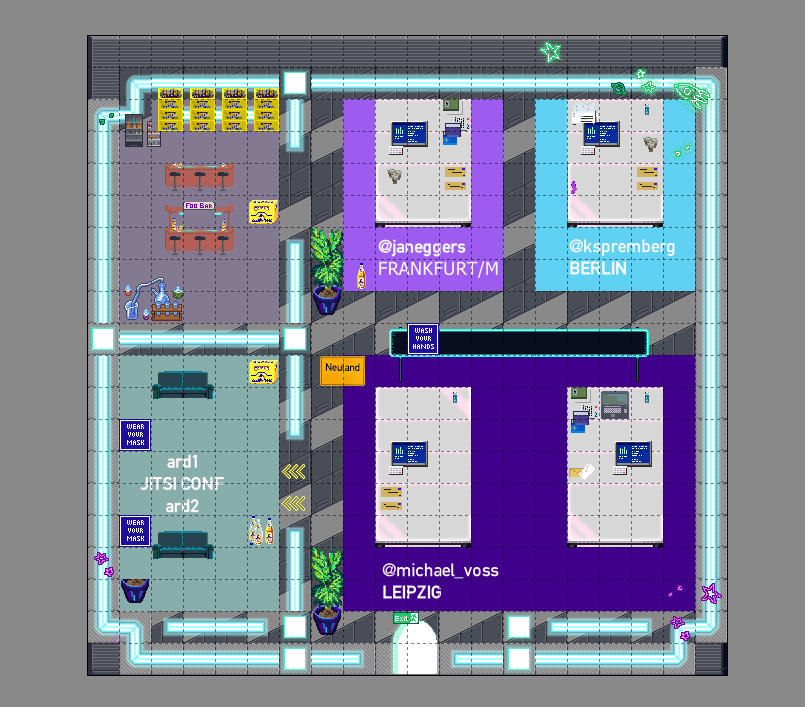 FOO BAR
@janeggers
FRANKFURT/M
@kspremberg
BERLIN
WASH
YOUR
HANDS
Neuland
WEAR
YOUR
MASK
ard1
JITSI CONF
ard2
WEAR
YOUR
MASK
@michael_voss
LEIPZIG
Exit